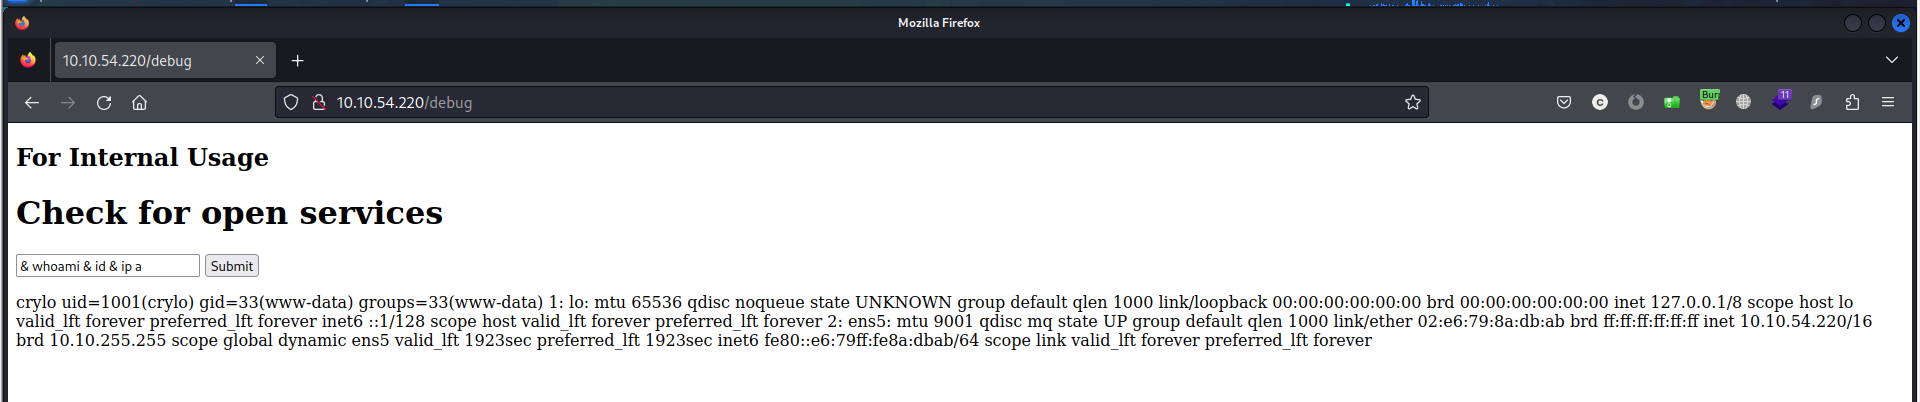 Mozilla Firefox
10.10.54.220/debug
10.10.54.220/debug
C
Burp
11
For Internal Usage
Check for open services
& whoami & id & ip a Submit
crylo uid=1001(crylo) gid=33(www-data) groups=33(www-data) 1: lo: mtu 65536 qdisc noqueue state UNKNOWN group default qlen 1000 link/loopback 00:00:00:00:00:00 brd 00:00:00:00:00:00 inet 127.0.0.1/8 scope host lo
valid_lft forever preferred_lft forever inet6 ::1/128 scope host valid_lft forever preferred_lft forever 2: ens5: mtu 9001 qdisc mq state UP group default qlen 1000 link/ether 02:e6:79:8a:db:ab brd ff:ff:ff:ff:ff:ff inet 10.10.54.220/16
brd 10.10.255.255 scope global dynamic ens5 valid_lft 1923sec preferred_lft 1923sec inet6 fe80::e6:79ff:fe8a:dbab/64 scope link valid_lft forever preferred_lft forever